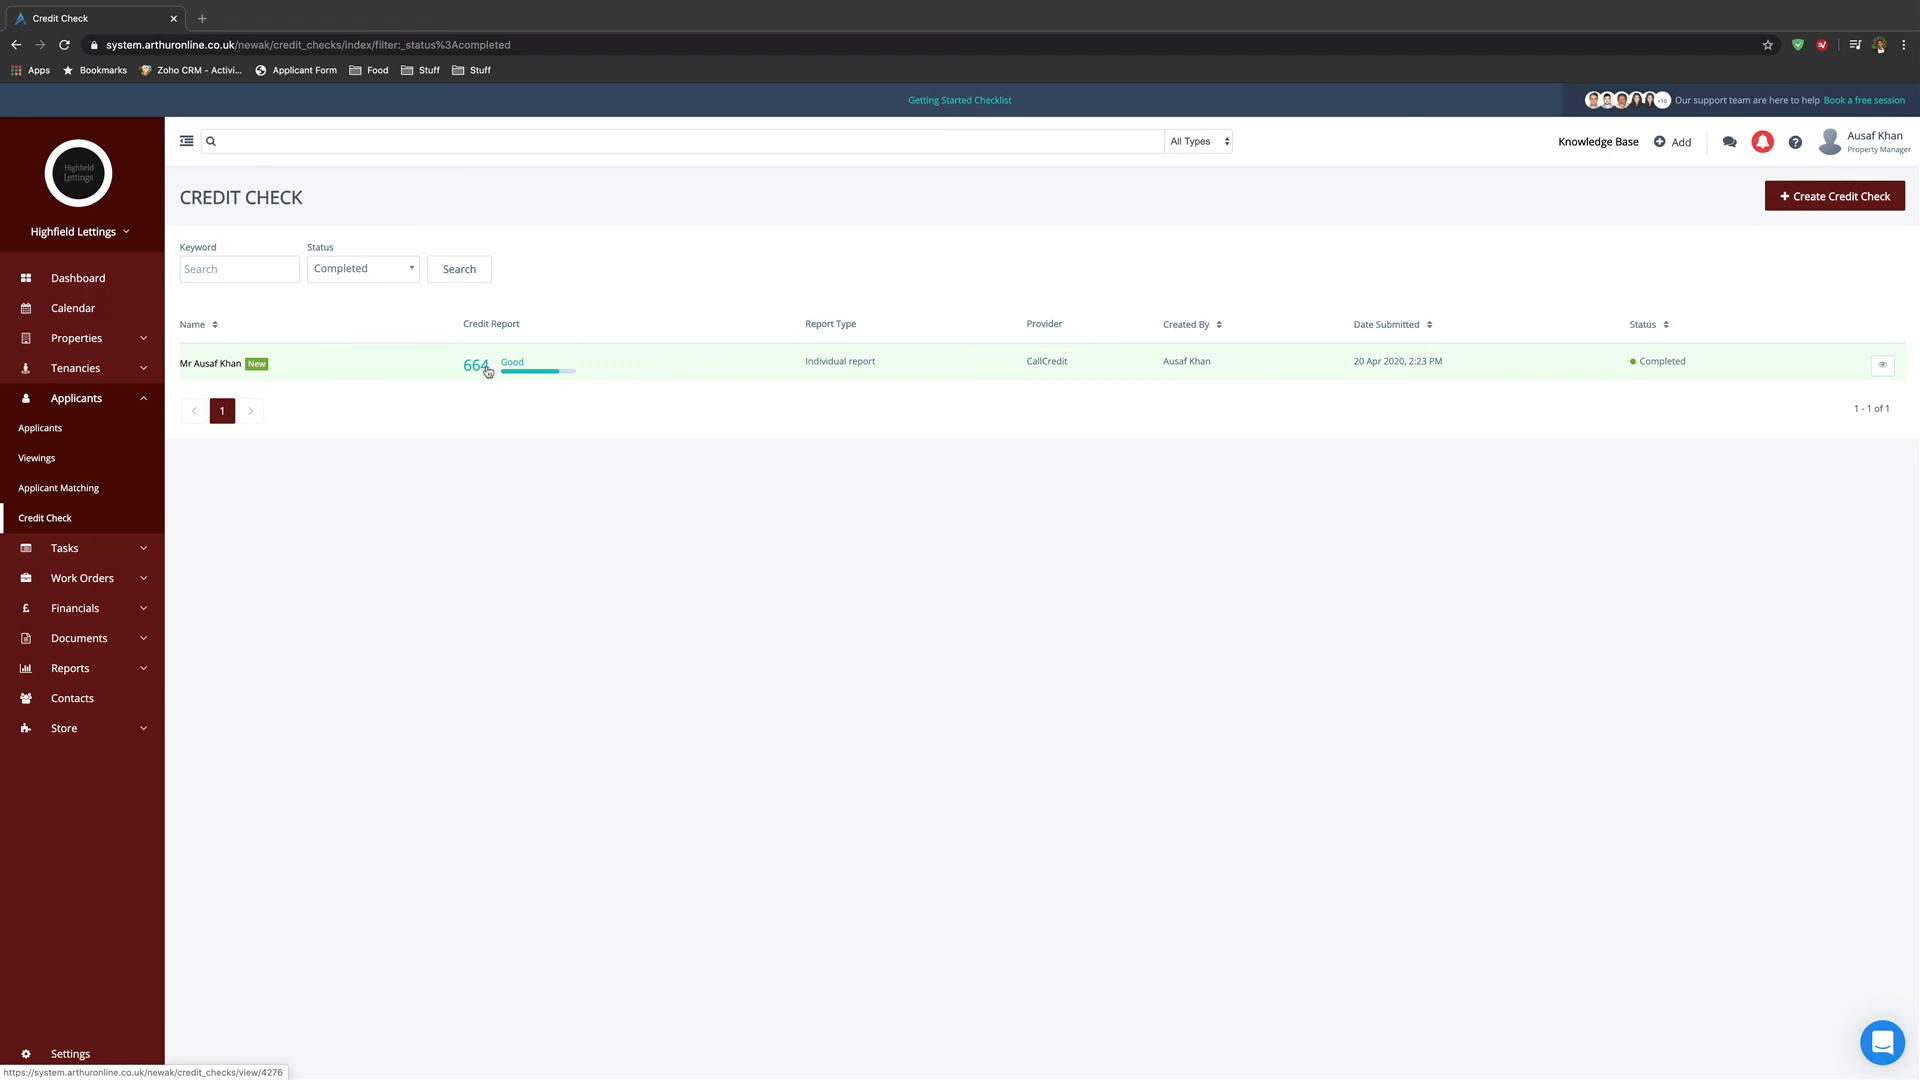 Credit Check
system.arthuronline.co.uk/newak/credit_checks/index/filter:_status%3Acompleted
Apps
Bookmarks
Zoho CRM - Activi...
Applicant Form
Food
Stuff
Stuff
Getting Started Checklist
+10
Our support team are here to help
Book a free session
Highfield Lettings
All Types
Knowledge Base
Add
Ausaf Khan
Property Manager
Highfield Lettings
Dashboard
Calendar
Properties
Tenancies
Applicants
Applicants
Viewings
Applicant Matching
Credit Check
Tasks
Work Orders
Financials
Documents
Reports
Contacts
Store
Settings
CREDIT CHECK
+ Create Credit Check
Keyword
Status
Search
Completed
Search
Name
Credit Report
Report Type
Provider
Created By
Date Submitted
Status
Mr Ausaf Khan New
664
Good
Individual report
CallCredit
Ausaf Khan
20 Apr 2020, 2:23 PM
Completed
1
1 - 1 of 1
https://system.arthuronline.co.uk/newak/credit_checks/view/4276